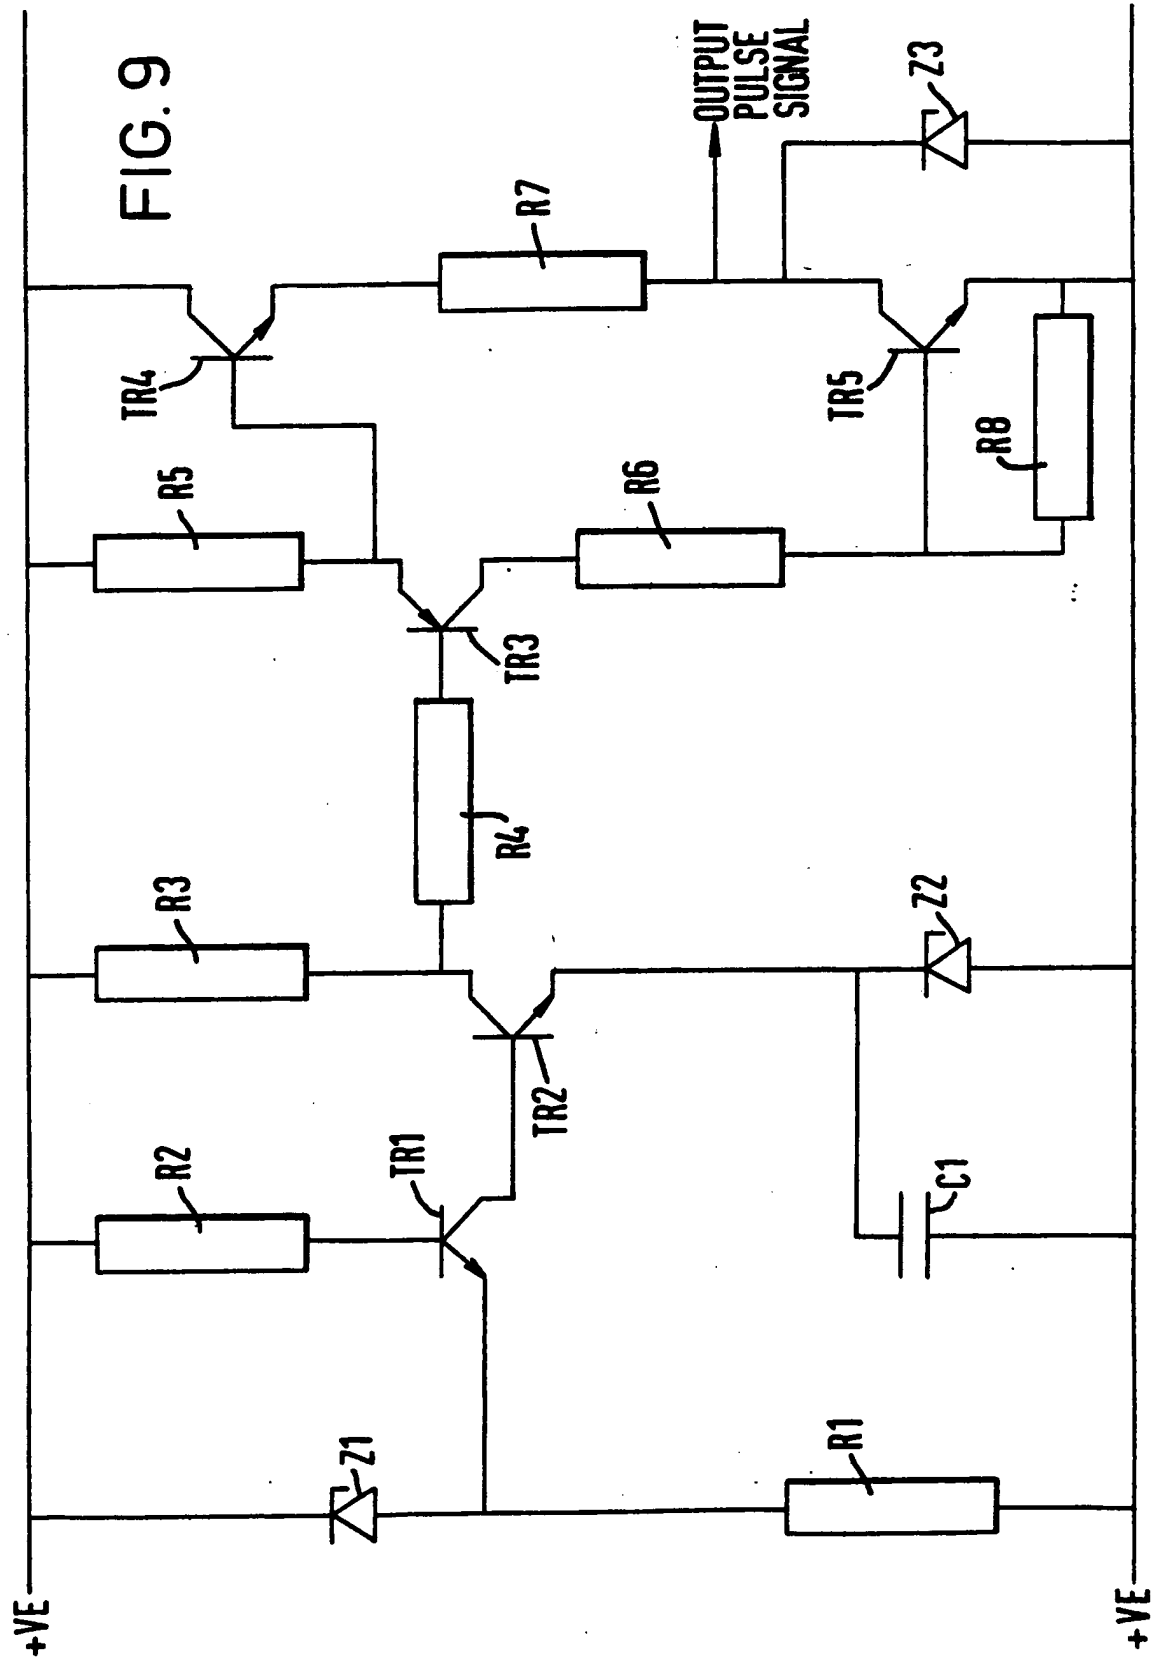 FIG. 9
+VE
+VE
Z1
R1
R2
TR1
C1
R3
TR2
Z2
R4
R5
TR3
R6
TR4
R7
TR5
R8
OUTPUT
PULSE
SIGNAL
Z3